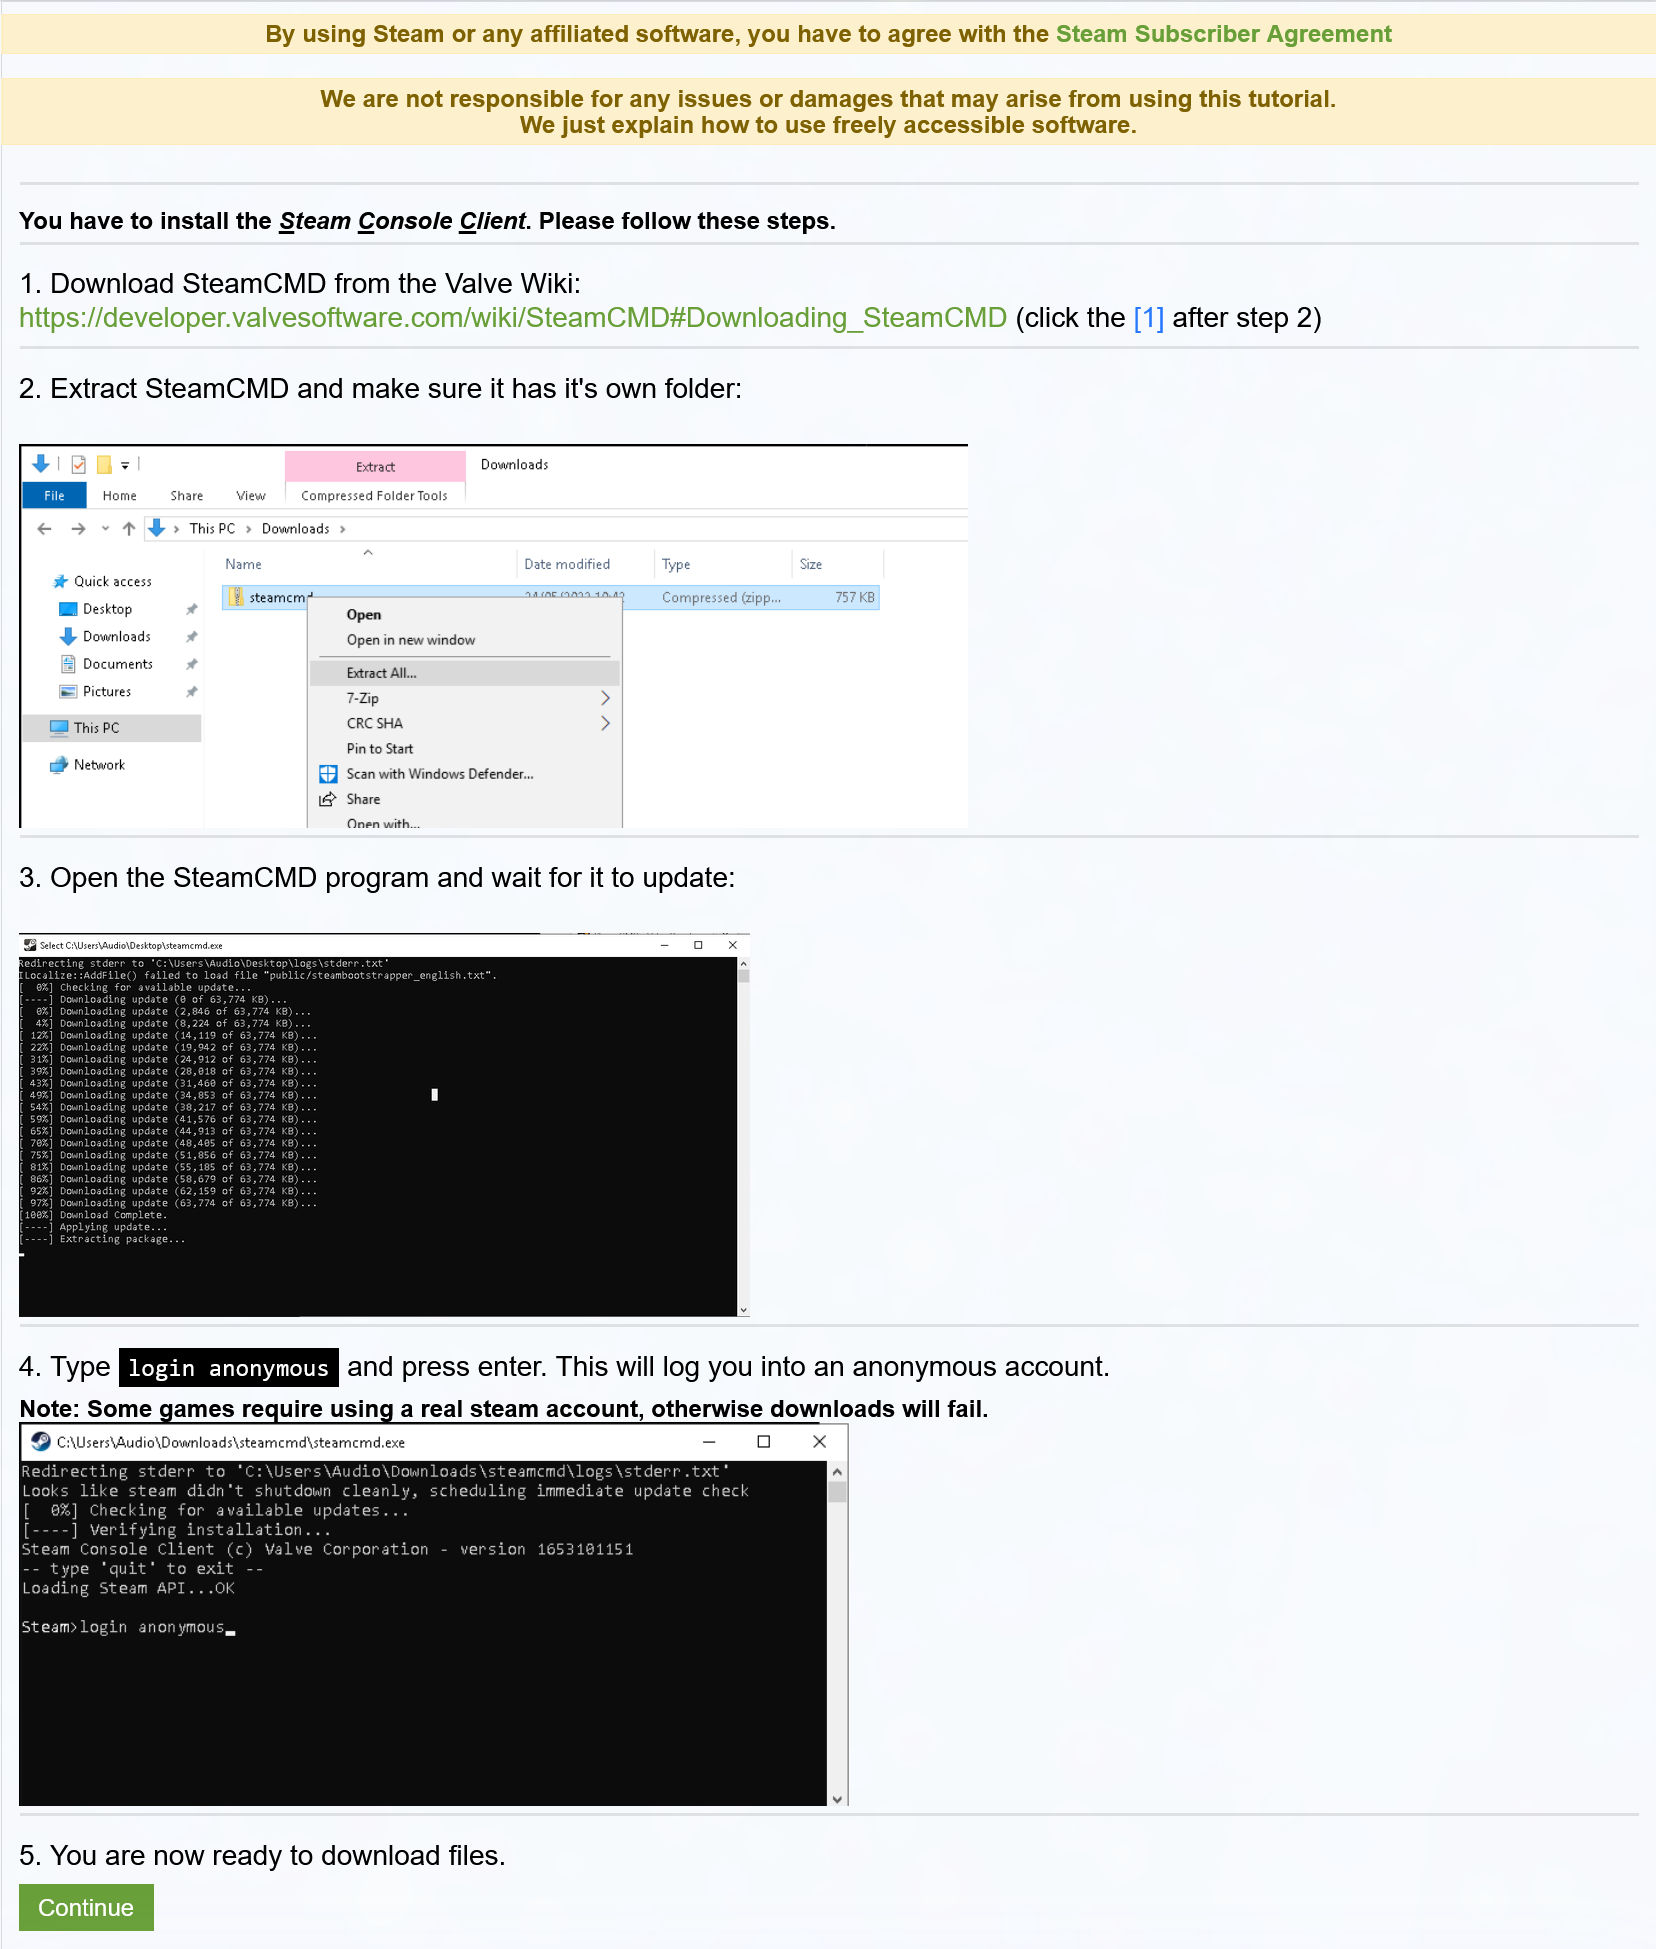 By using Steam or any affiliated software, you have to agree with the Steam Subscriber Agreement
We are not responsible for any issues or damages that may arise from using this tutorial.
We just explain how to use freely accessible software.
You have to install the Steam Console Client. Please follow these steps.
1. Download SteamCMD from the Valve Wiki:
https://developer.valvesoftware.com/wiki/SteamCMD#Downloading_SteamCMD (click the [1] after step 2)
2. Extract SteamCMD and make sure it has it's own folder:
Extract Downloads
File Home Share View Compressed Folder Tools
This PC > Downloads >
Name Date modified Type Size
Quick access
steamcmd 24/05/2022 10:42 Compressed (zipp... 757 KB
Desktop
Downloads
Documents
Pictures
This PC
Network
Open
Open in new window
Extract All...
7-Zip
CRC SHA
Pin to Start
Scan with Windows Defender...
Share
Open with...
3. Open the SteamCMD program and wait for it to update:
Select C:\Users\Audio\Desktop\steamcmd.exe
Redirecting stderr to 'C:\Users\Audio\Desktop\logs\stderr.txt'
ILocalize::AddFile() failed to load file "public/steambootstrapper_english.txt".
[  0%] Checking for available update...
[----] Downloading update (0 of 63,774 KB)...
[  0%] Downloading update (2,846 of 63,774 KB)...
[  4%] Downloading update (8,224 of 63,774 KB)...
[ 12%] Downloading update (14,119 of 63,774 KB)...
[ 22%] Downloading update (19,942 of 63,774 KB)...
[ 31%] Downloading update (24,912 of 63,774 KB)...
[ 39%] Downloading update (28,018 of 63,774 KB)...
[ 43%] Downloading update (31,460 of 63,774 KB)...
[ 49%] Downloading update (34,853 of 63,774 KB)...
[ 54%] Downloading update (38,217 of 63,774 KB)...
[ 59%] Downloading update (41,576 of 63,774 KB)...
[ 65%] Downloading update (44,913 of 63,774 KB)...
[ 70%] Downloading update (48,405 of 63,774 KB)...
[ 75%] Downloading update (51,856 of 63,774 KB)...
[ 81%] Downloading update (55,185 of 63,774 KB)...
[ 86%] Downloading update (58,679 of 63,774 KB)...
[ 92%] Downloading update (62,159 of 63,774 KB)...
[ 97%] Downloading update (63,774 of 63,774 KB)...
[100%] Download Complete.
[----] Applying update...
[----] Extracting package...
4. Type login anonymous and press enter. This will log you into an anonymous account.
Note: Some games require using a real steam account, otherwise downloads will fail.
C:\Users\Audio\Downloads\steamcmd\steamcmd.exe
Redirecting stderr to 'C:\Users\Audio\Downloads\steamcmd\logs\stderr.txt'
Looks like steam didn't shutdown cleanly, scheduling immediate update check
[  0%] Checking for available updates...
[----] Verifying installation...
Steam Console Client (c) Valve Corporation - version 1653101151
-- type 'quit' to exit --
Loading Steam API...OK
Steam>login anonymous_
5. You are now ready to download files.
Continue